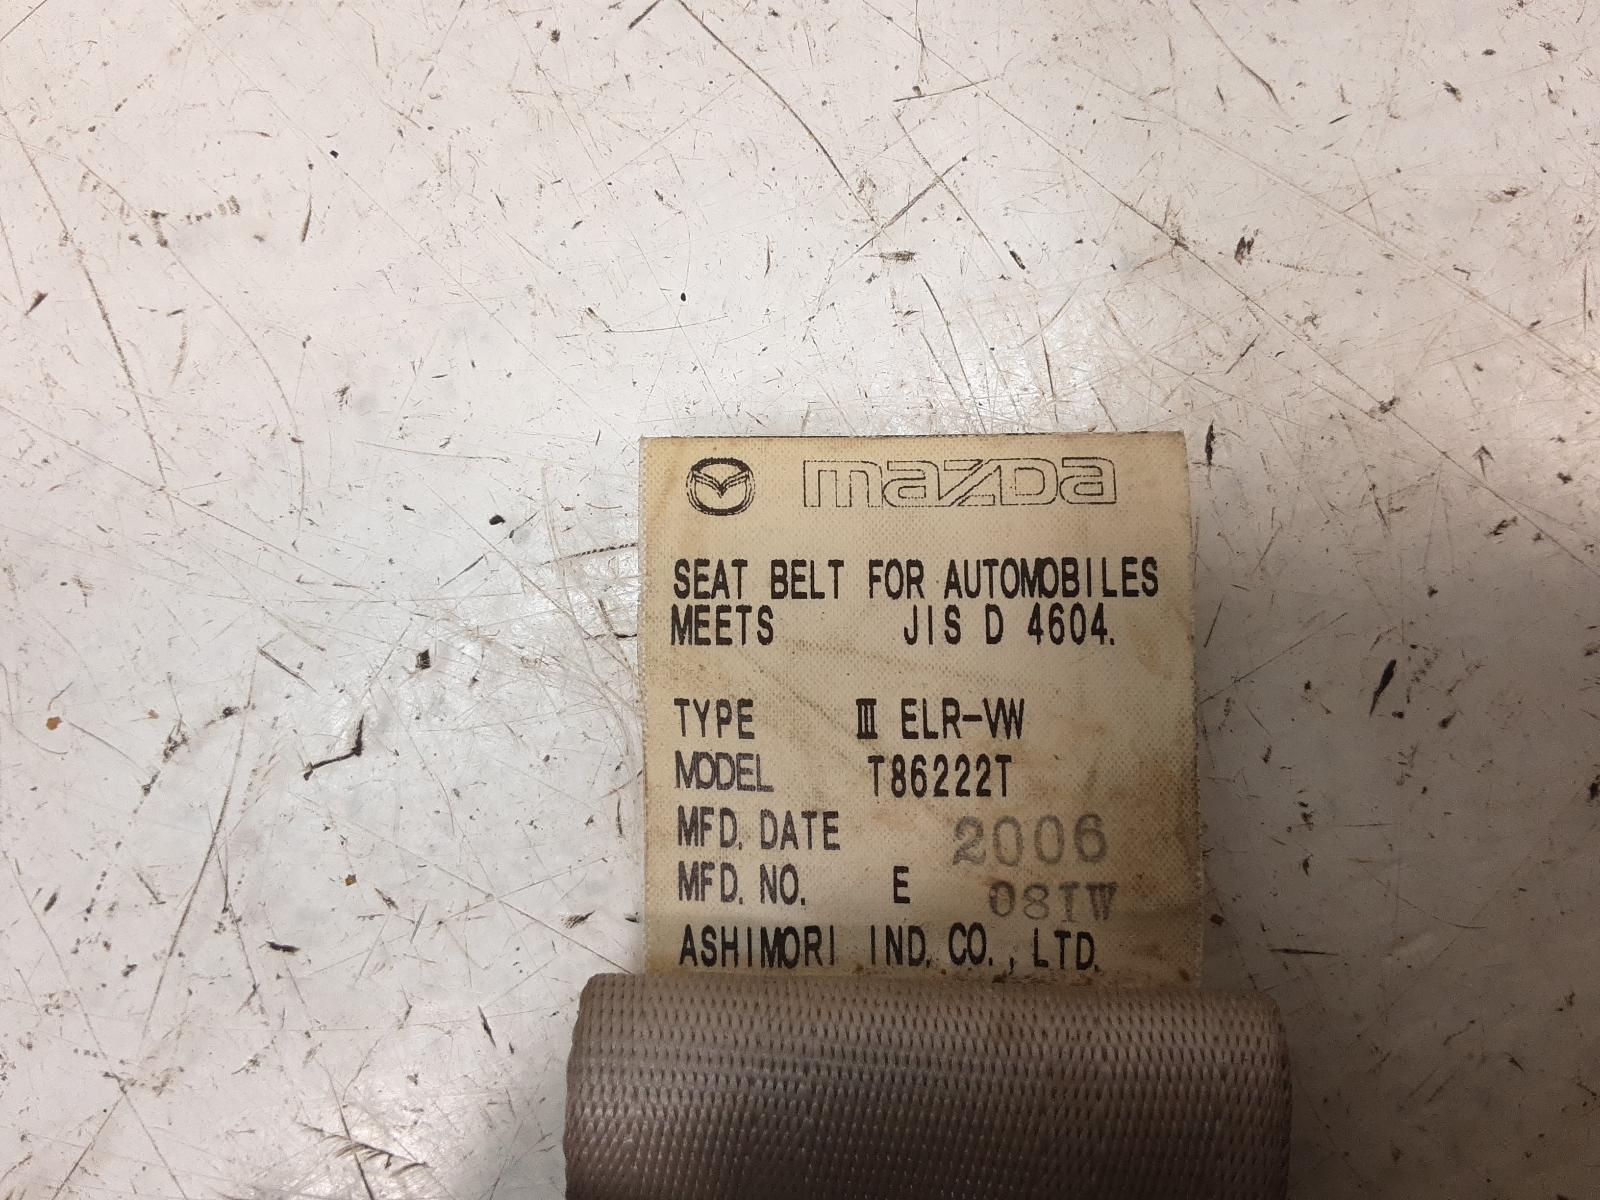 mazda
SEAT BELT FOR AUTOMOBILES
MEETS JIS D 4604.
TYPE III ELR-VW
MODEL T86222T
MFD. DATE 2006
MFD. NO. E 081W
ASHIMORI IND. CO., LTD.